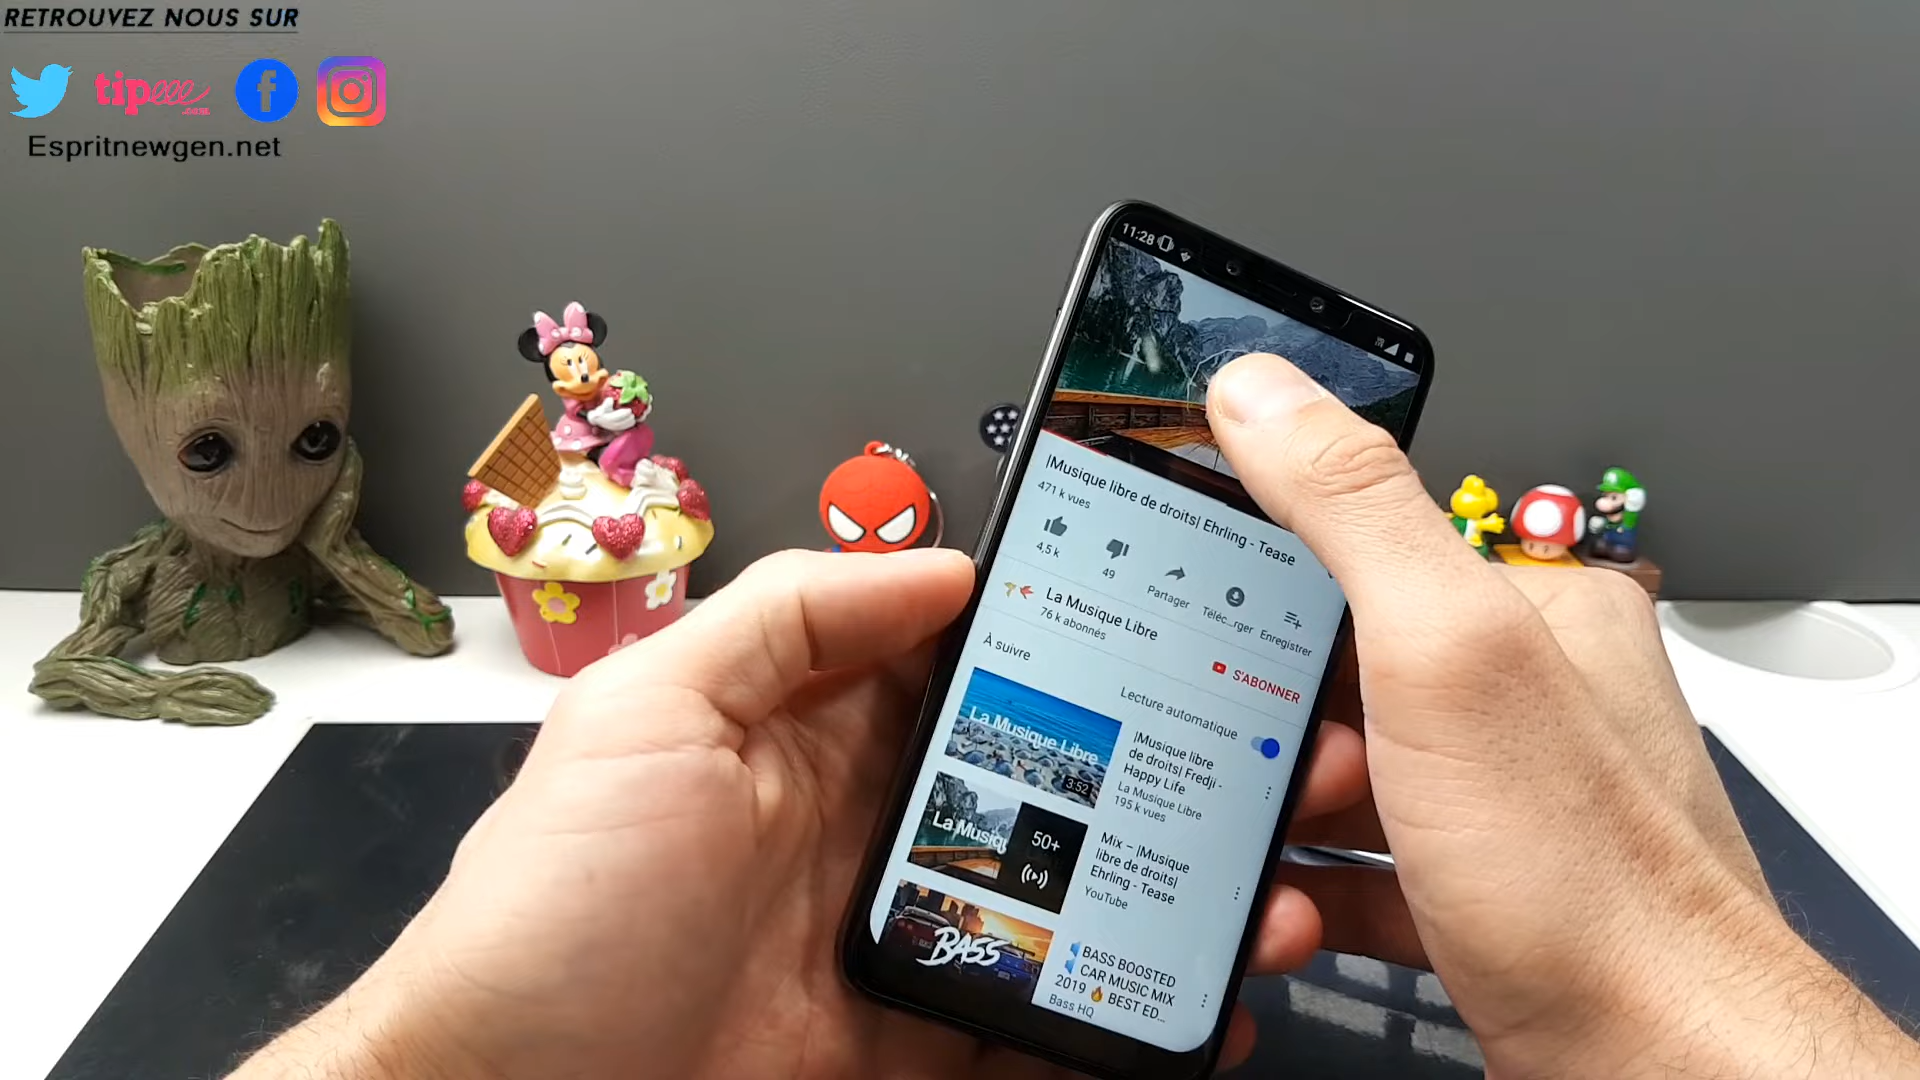 RETROUVEZ NOUS SUR
tipeee
.com
Espritnewgen.net
11:28
|Musique libre de droits| Ehrling - Tease
471 k vues
4,5 k
49
Partager
Téléc...rger
Enregistrer
La Musique Libre
76 k abonnés
S'ABONNER
À suivre
Lecture automatique
La Musique Libre
3:52
|Musique libre
de droits| Fredji -
Happy Life
La Musique Libre
195 k vues
La Musiq
50+
Mix – |Musique
libre de droits|
Ehrling - Tease
YouTube
BASS
BASS BOOSTED
CAR MUSIC MIX
2019 🔥 BEST ED...
Bass HQ